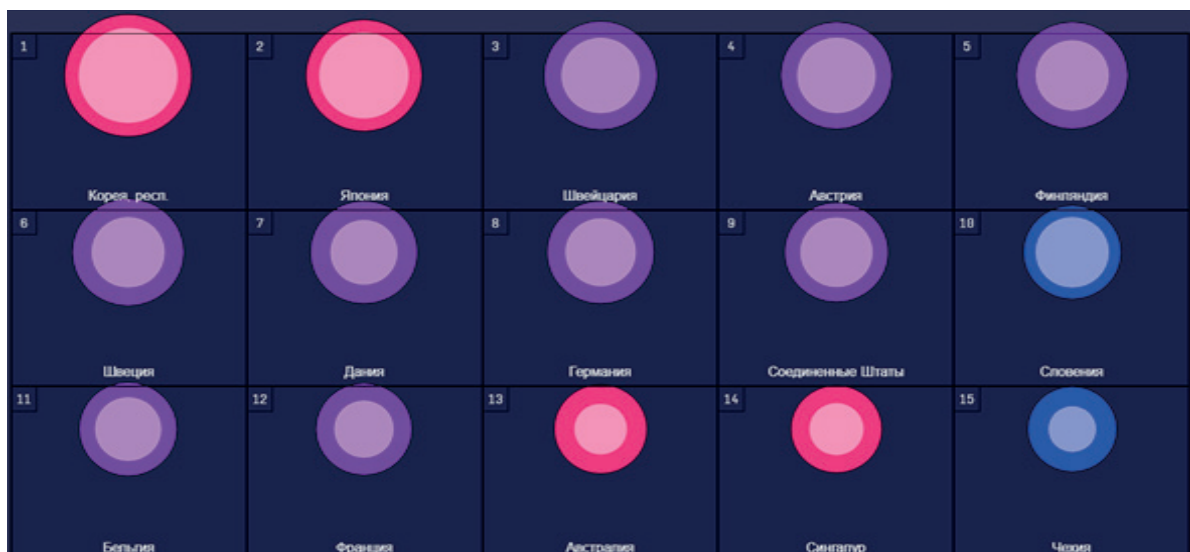 1 2 3 4 5
Корея, респ. Япония Швейцария Австрия Финляндия
6 7 8 9 10
Швеция Дания Германия Соединенные Штаты Словения
11 12 13 14 15
Бельгия Франция Австралия Сингапур Чехия